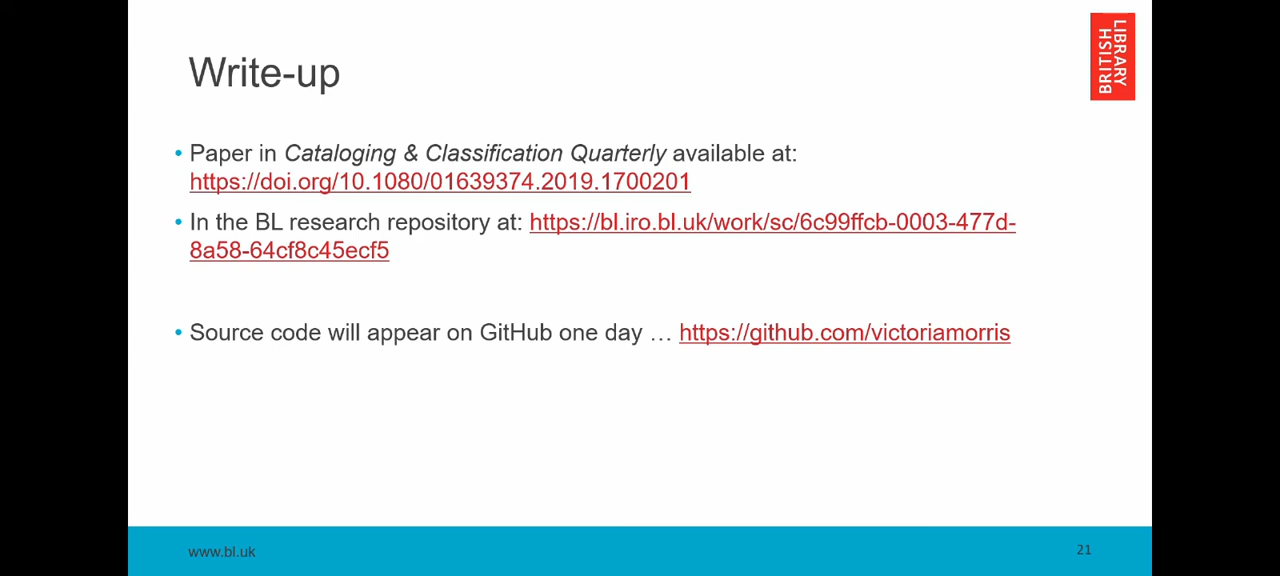 Write-up
BRITISH
LIBRARY
• Paper in Cataloging & Classification Quarterly available at:
https://doi.org/10.1080/01639374.2019.1700201
• In the BL research repository at: https://bl.iro.bl.uk/work/sc/6c99ffcb-0003-477d-
8a58-64cf8c45ecf5
• Source code will appear on GitHub one day … https://github.com/victoriamorris
www.bl.uk
21